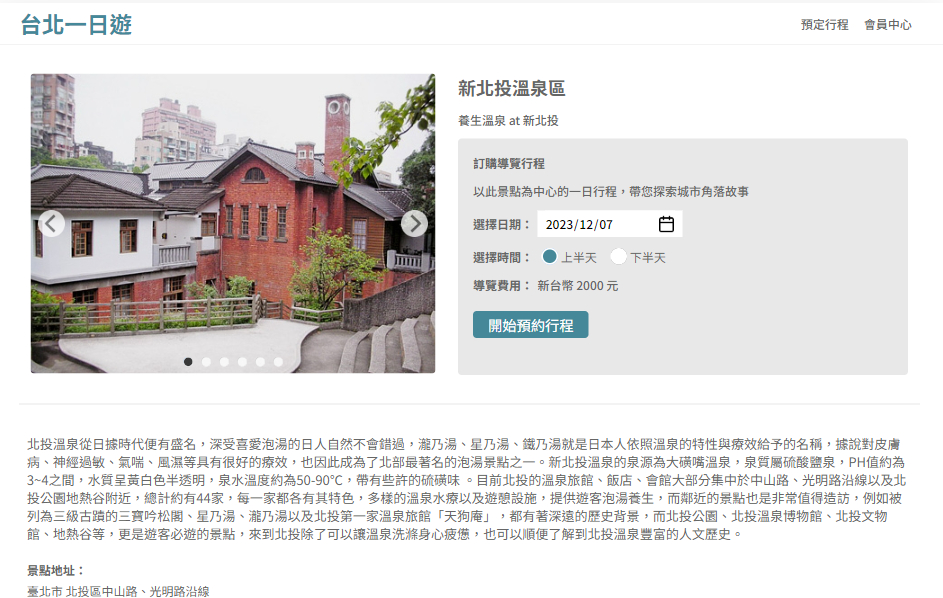 台北一日遊
預定行程 會員中心
新北投溫泉區
養生溫泉 at 新北投
訂購導覽行程
以此景點為中心的一日行程，帶您探索城市角落故事
選擇日期： 2023/12/07
選擇時間： 上半天 下半天
導覽費用： 新台幣 2000 元
開始預約行程
北投溫泉從日據時代便有盛名，深受喜愛泡湯的日人自然不會錯過，瀧乃湯、星乃湯、鐵乃湯就是日本人依照溫泉的特性與療效給予的名稱，據說對皮膚
病、神經過敏、氣喘、風濕等具有很好的療效，也因此成為了北部最著名的泡湯景點之一。新北投溫泉的泉源為大磺嘴溫泉，泉質屬硫酸鹽泉，PH值約為
3~4之間，水質呈黃白色半透明，泉水溫度約為50-90°C，帶有些許的硫磺味 。目前北投的溫泉旅館、飯店、會館大部分集中於中山路、光明路沿線以及北
投公園地熱谷附近，總計約有44家，每一家都各有其特色，多樣的溫泉水療以及遊憩設施，提供遊客泡湯養生，而鄰近的景點也是非常值得造訪，例如被
列為三級古蹟的三寶吟松閣、星乃湯、瀧乃湯以及北投第一家溫泉旅館「天狗庵」，都有著深遠的歷史背景，而北投公園、北投溫泉博物館、北投文物
館、地熱谷等，更是遊客必遊的景點，來到北投除了可以讓溫泉洗滌身心疲憊，也可以順便了解到北投溫泉豐富的人文歷史。
景點地址：
臺北市 北投區中山路、光明路沿線